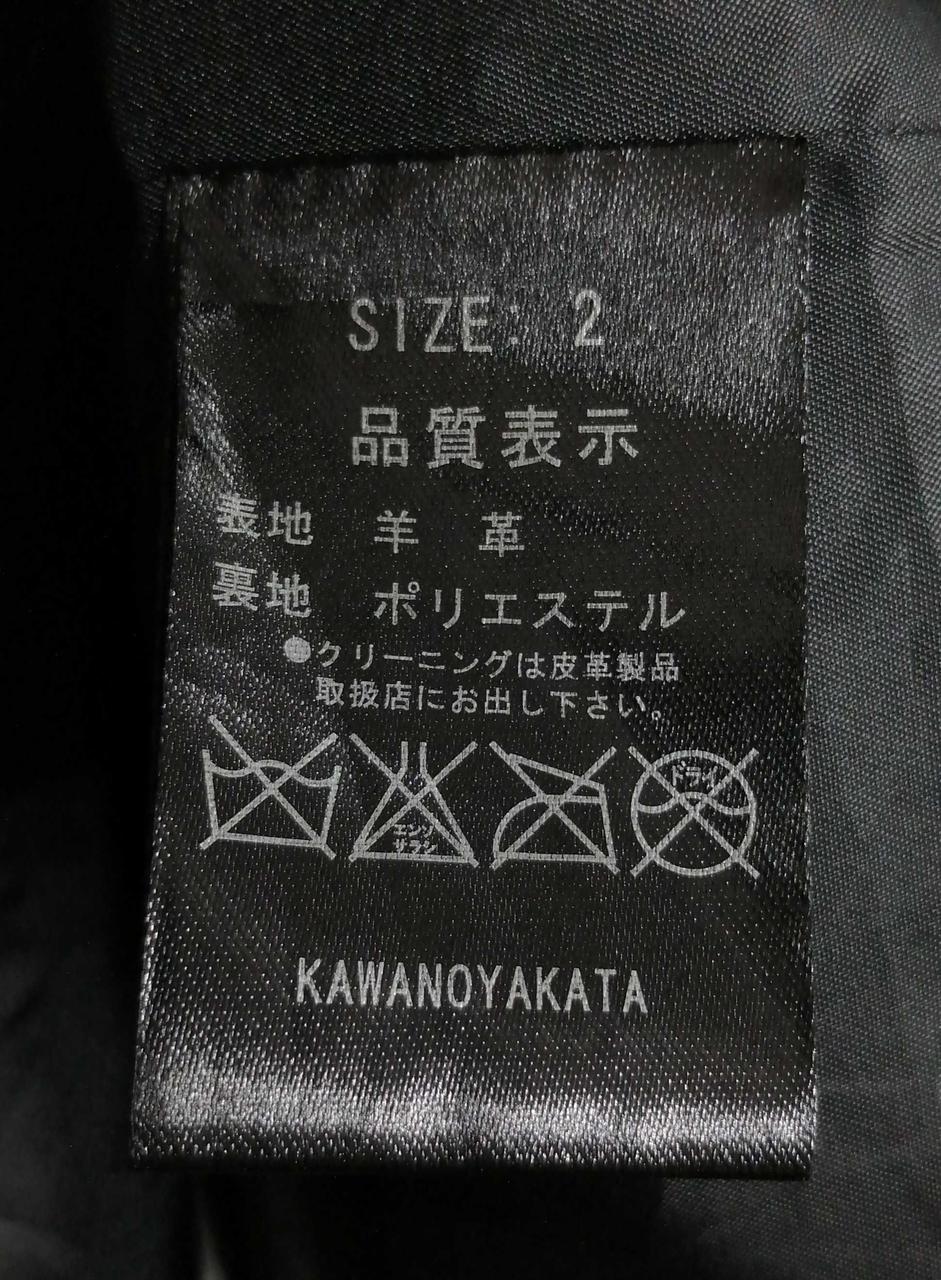 SIZE: 2
品質表示
表地 羊 革
裏地 ポリエステル
●クリーニングは皮革製品
取扱店にお出し下さい。
エンソ
サラシ
ドライ
KAWANOYAKATA